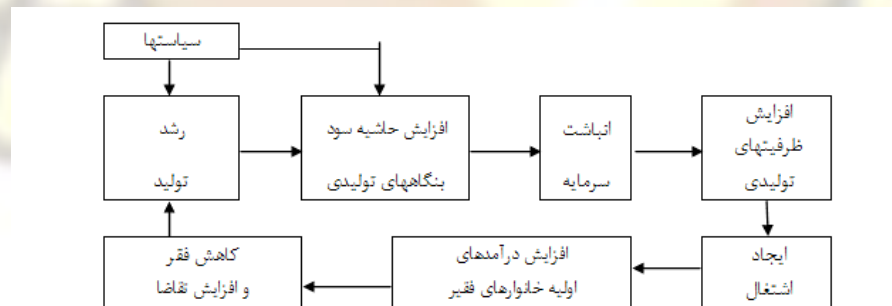 سیاستها
رشد
تولید
افزایش حاشیه سود
بنگاههای تولیدی
انباشت
سرمایه
افزایش
ظرفیتهای
تولیدی
ایجاد
اشتغال
افزایش درآمدهای
اولیه خانوارهای فقیر
کاهش فقر
و افزایش تقاضا